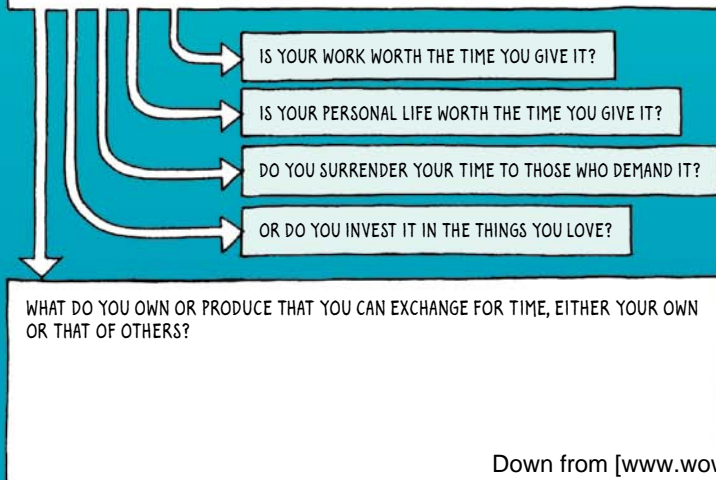 IS YOUR WORK WORTH THE TIME YOU GIVE IT?
IS YOUR PERSONAL LIFE WORTH THE TIME YOU GIVE IT?
DO YOU SURRENDER YOUR TIME TO THOSE WHO DEMAND IT?
OR DO YOU INVEST IT IN THE THINGS YOU LOVE?
WHAT DO YOU OWN OR PRODUCE THAT YOU CAN EXCHANGE FOR TIME, EITHER YOUR OWN
OR THAT OF OTHERS?
Down from [www.